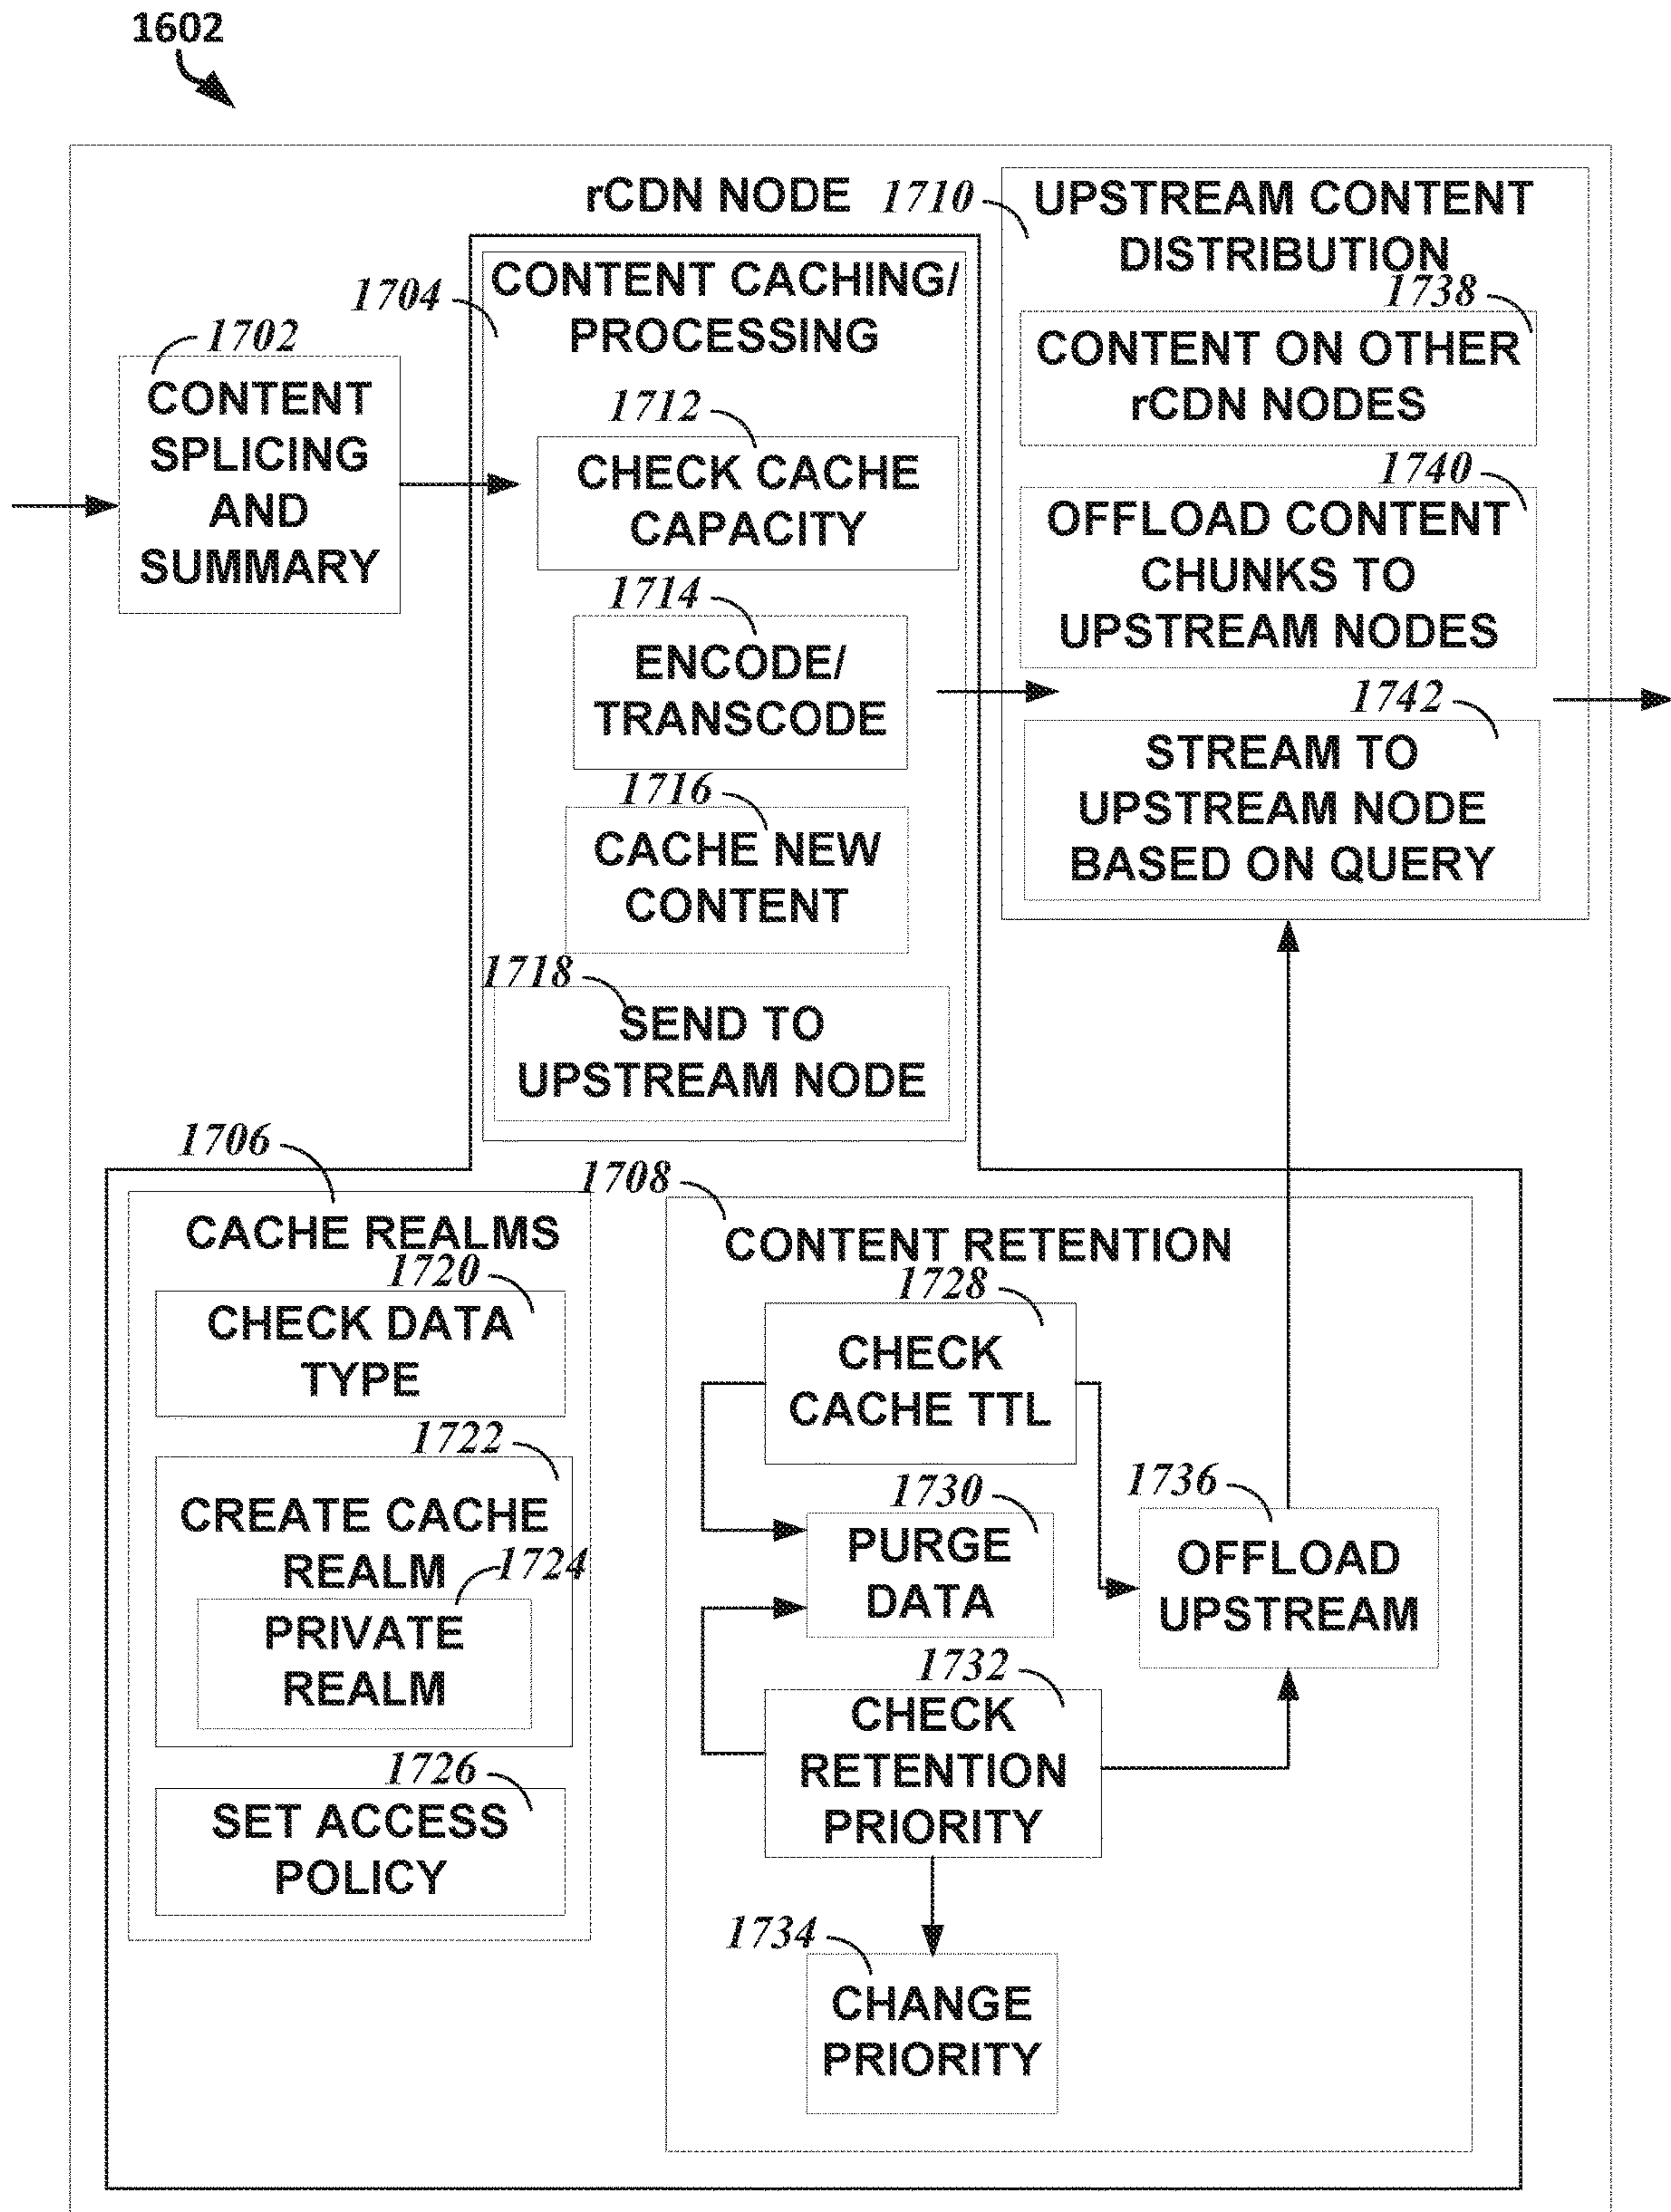 1602
rCDN NODE
1702
CONTENT
SPLICING
AND
SUMMARY
1704
CONTENT CACHING/
PROCESSING
1712
CHECK CACHE
CAPACITY
1714
ENCODE/
TRANSCODE
1716
CACHE NEW
CONTENT
1718
SEND TO
UPSTREAM NODE
1710
UPSTREAM CONTENT
DISTRIBUTION
1738
CONTENT ON OTHER
rCDN NODES
1740
OFFLOAD CONTENT
CHUNKS TO
UPSTREAM NODES
1742
STREAM TO
UPSTREAM NODE
BASED ON QUERY
1706
CACHE REALMS
1720
CHECK DATA
TYPE
1722
CREATE CACHE
REALM
1724
PRIVATE
REALM
1726
SET ACCESS
POLICY
1708
CONTENT RETENTION
1728
CHECK
CACHE TTL
1730
PURGE
DATA
1732
CHECK
RETENTION
PRIORITY
1734
CHANGE
PRIORITY
1736
OFFLOAD
UPSTREAM